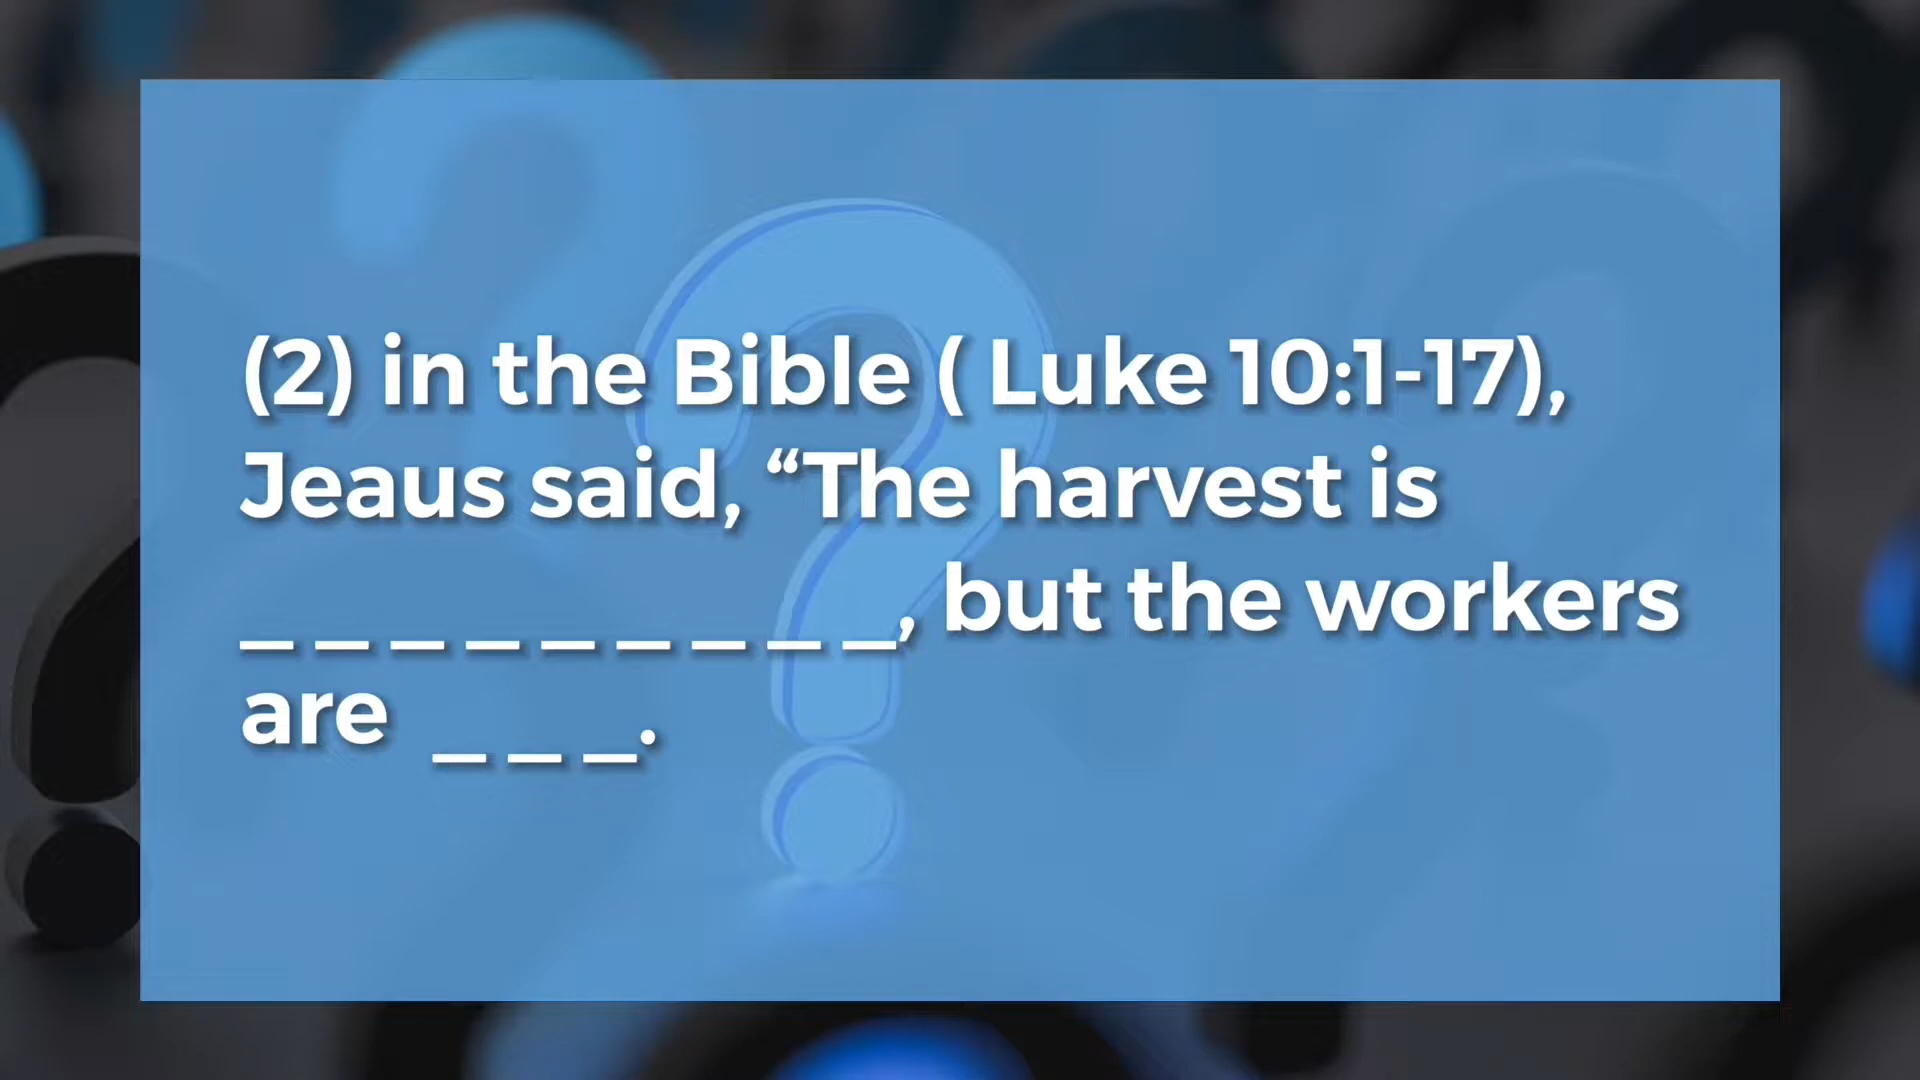 (2) in the Bible ( Luke 10:1-17),
Jeaus said, “The harvest is
_ _ _ _ _ _ _ _ _, but the workers
are _ _ _.